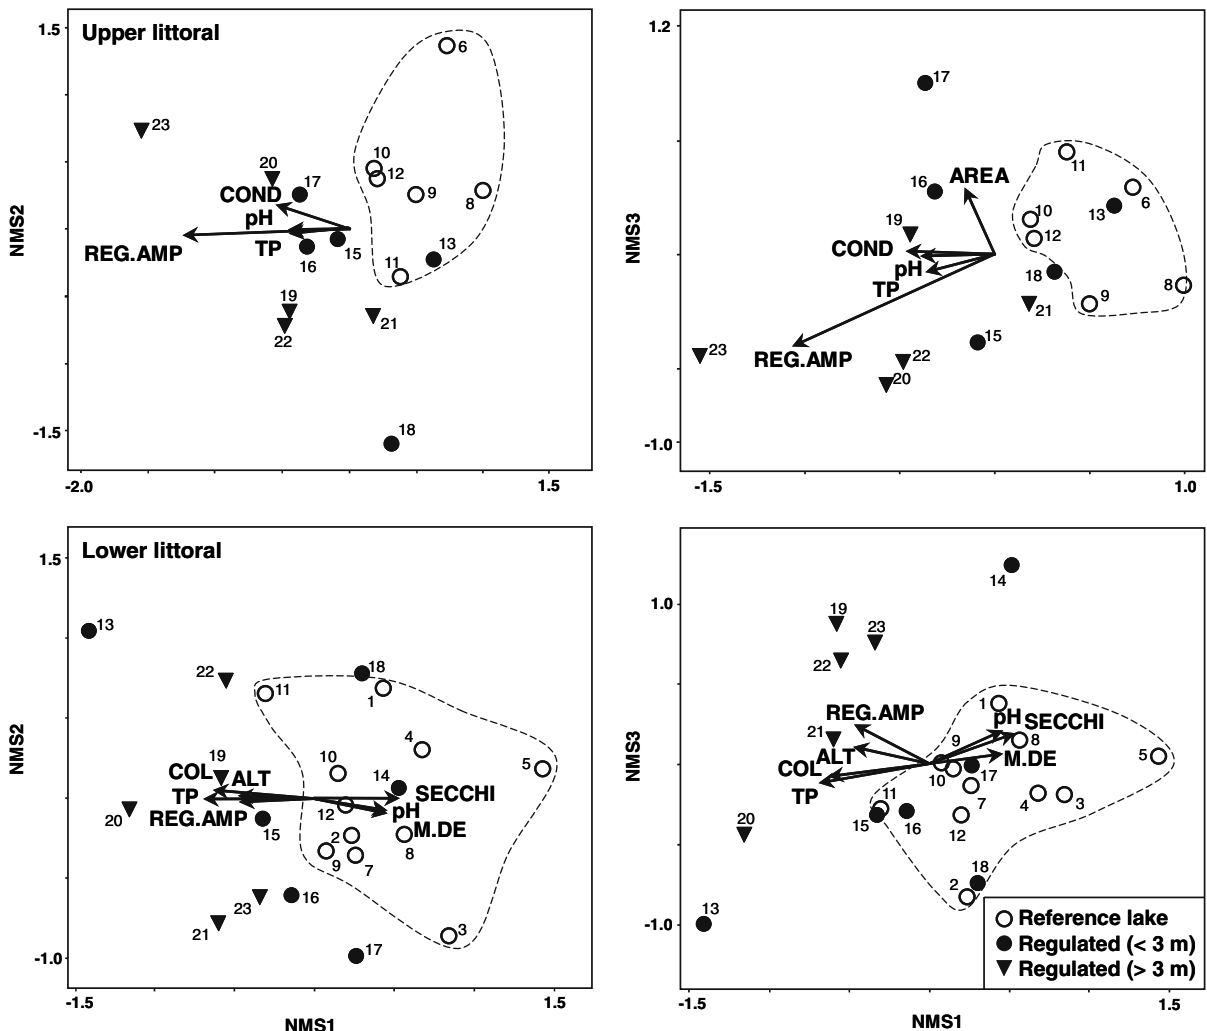 1.5
Upper littoral
6
23
10
12
20
17
9
8
COND
pH
TP
REG.AMP
16
15
13
11
19
22
21
18
-1.5
NMS2
-2.0
1.5
1.2
17
11
6
13
16
AREA
10
12
19
COND
pH
TP
18
8
9
21
15
REG.AMP
23
22
20
-1.0
NMS3
-1.5
1.0
1.5
Lower littoral
13
22
11
18
1
4
5
10
14
19
COL
ALT
TP
REG.AMP
SECCHI
pH
M.DE
20
15
12
2
8
9
7
23
16
21
3
17
-1.0
NMS2
-1.5
1.5
NMS1
14
1.0
19
23
22
REG.AMP
1
pH
SECCHI
21
9
8
5
ALT
M.DE
COL
10
17
TP
11
7
4
3
15
16
12
20
18
2
13
-1.0
NMS3
Reference lake
Regulated (< 3 m)
Regulated (> 3 m)
-1.5
1.5
NMS1